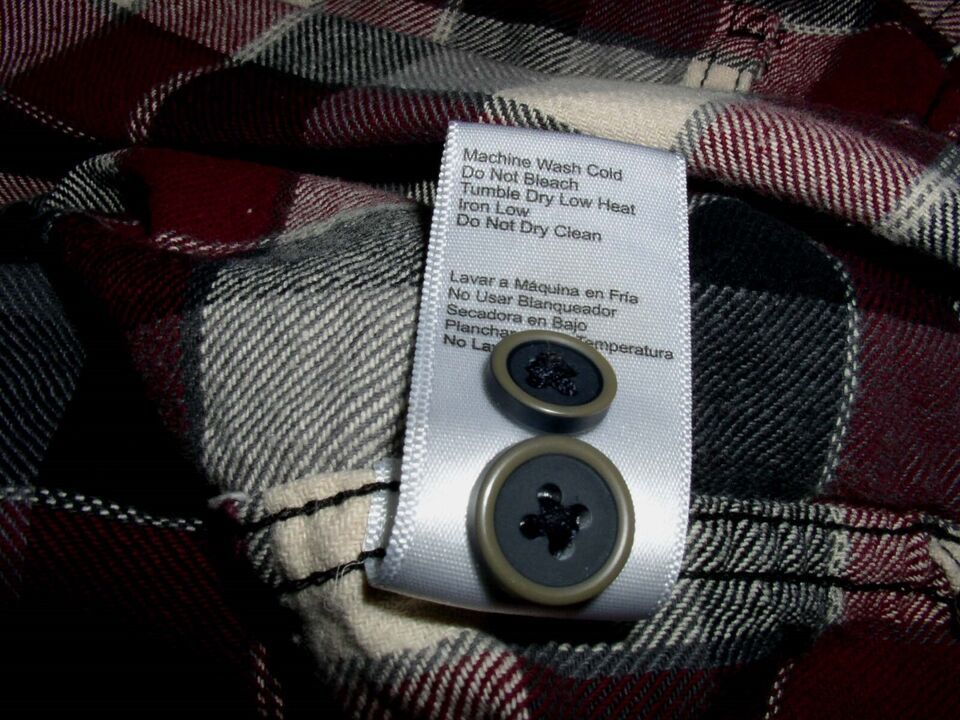 Machine Wash Cold
Do Not Bleach
Tumble Dry Low Heat
Iron Low
Do Not Dry Clean
Lavar a Máquina en Fría
No Usar Blanqueador
Secadora en Bajo
Planchar Temperatura
No